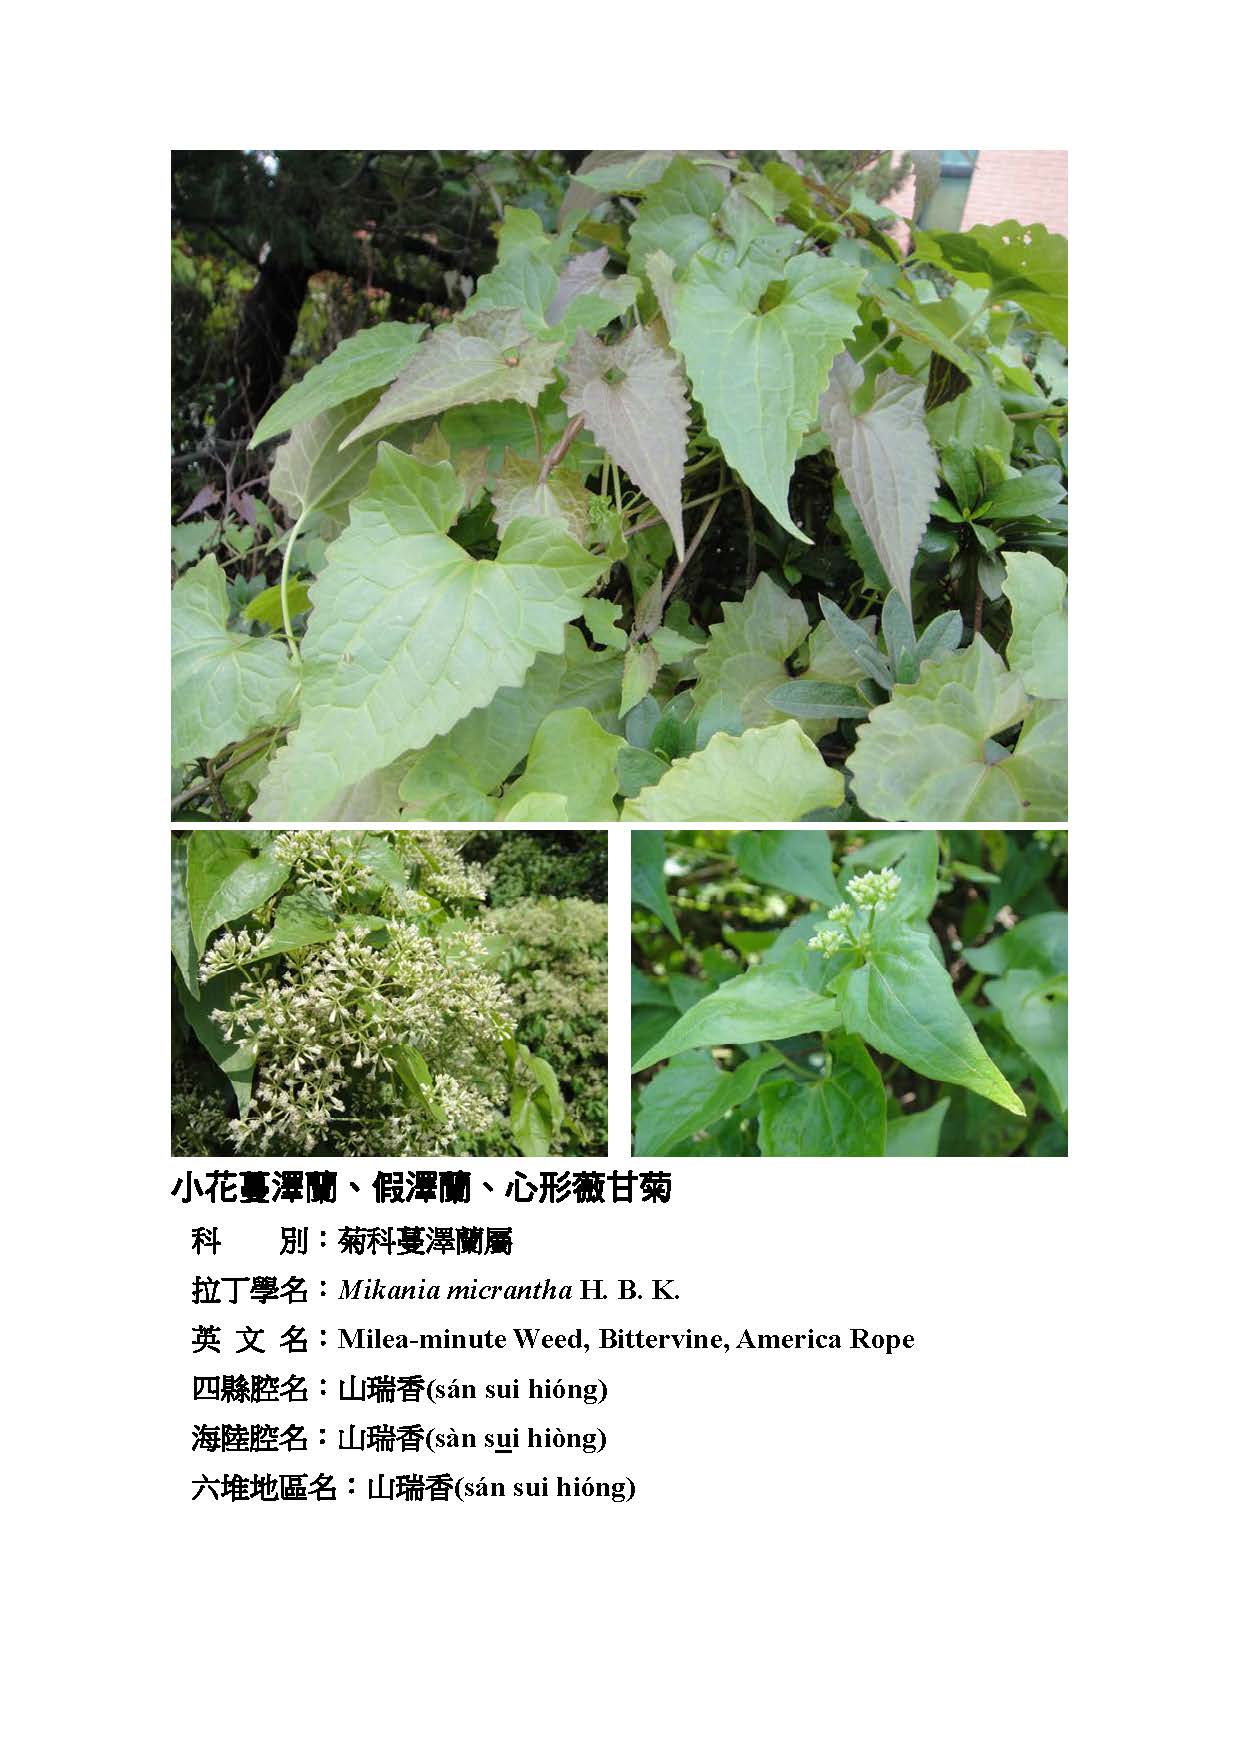 小花蔓澤蘭、假澤蘭、心形薇甘菊
科　　別：菊科蔓澤蘭屬
拉丁學名：Mikania micrantha H. B. K.
英 文 名：Milea-minute Weed, Bittervine, America Rope
四縣腔名：山瑞香(sán sui hióng)
海陸腔名：山瑞香(sàn sui hiòng)
六堆地區名：山瑞香(sán sui hióng)